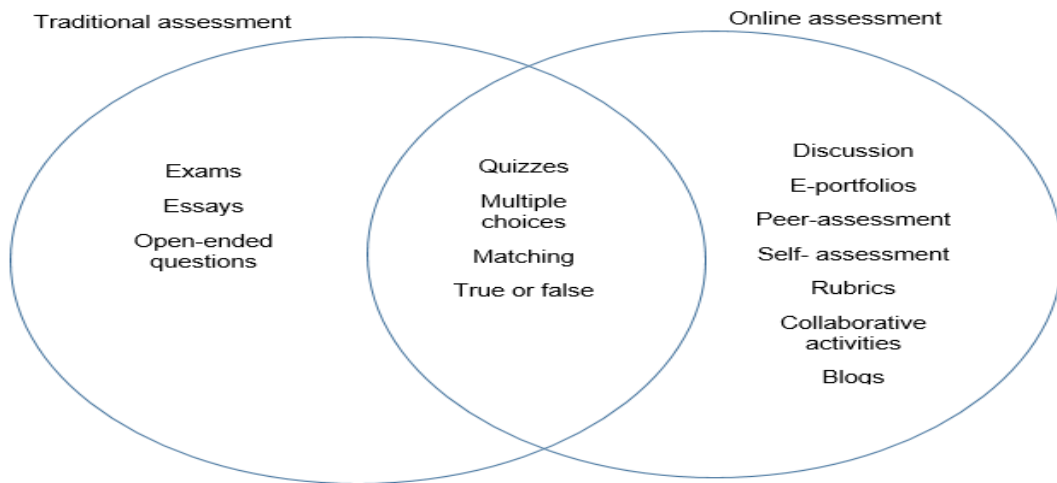 Traditional assessment
Online assessment
Exams
Essays
Open-ended
questions
Quizzes
Multiple
choices
Matching
True or false
Discussion
E-portfolios
Peer-assessment
Self- assessment
Rubrics
Collaborative
activities
Blogs